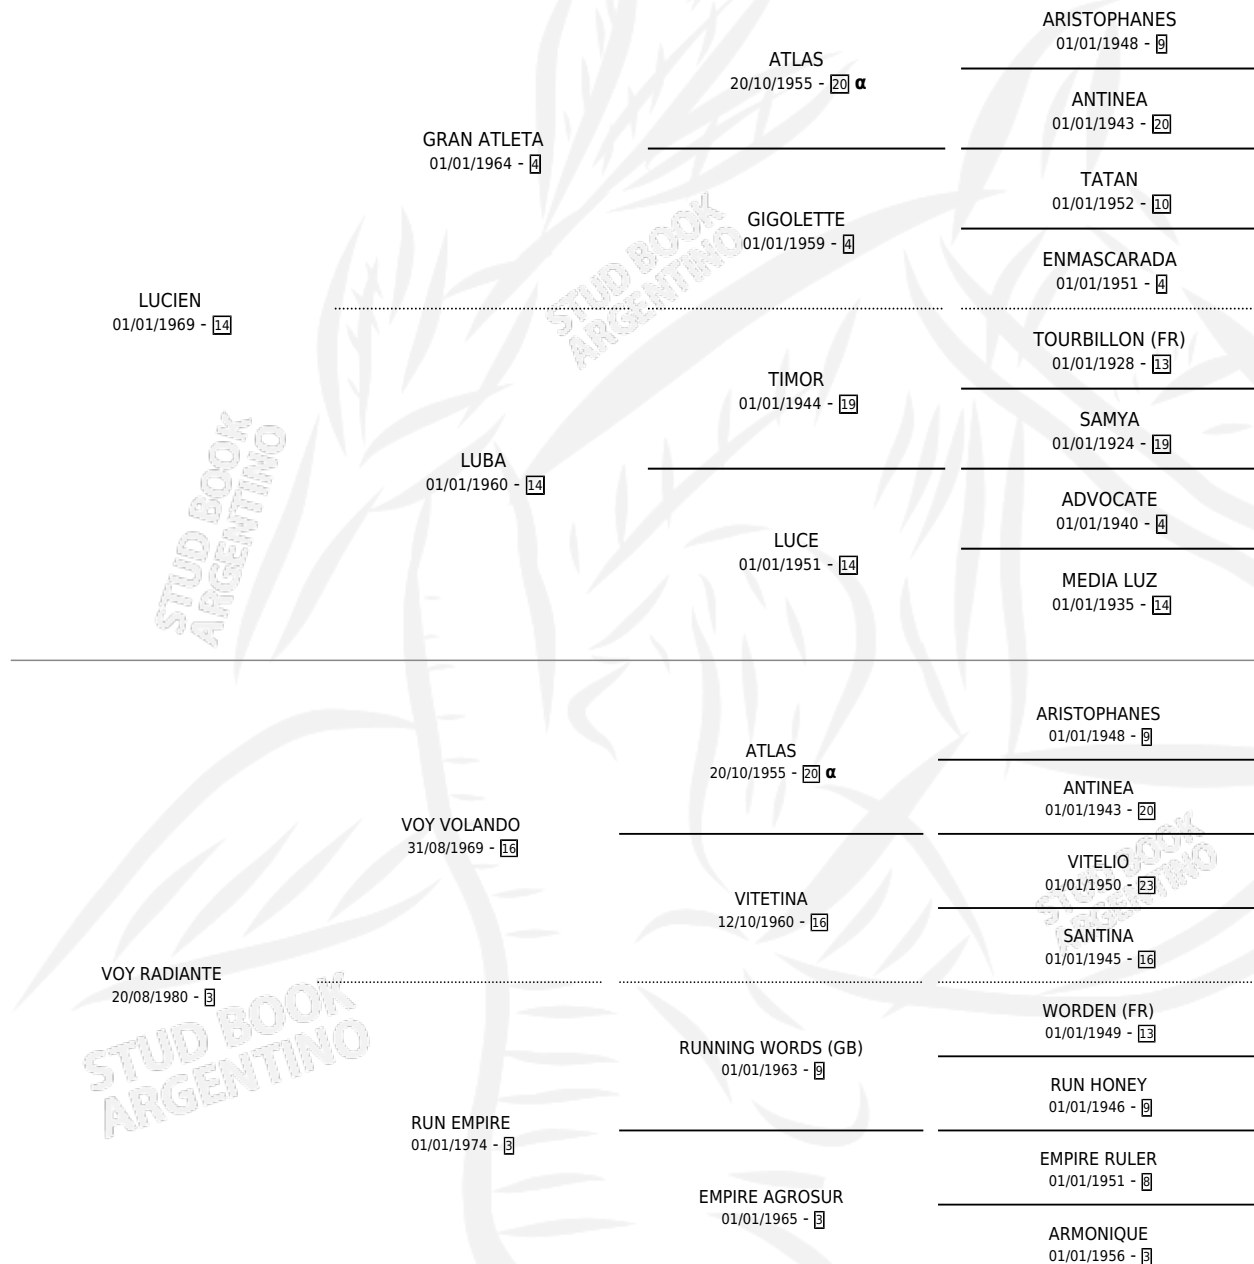 ARISTOPHANES
01/01/1948 - 9
ATLAS
20/10/1955 - 20 α
ANTINEA
01/01/1943 - 20
GRAN ATLETA
01/01/1964 - 4
TATAN
01/01/1952 - 10
GIGOLETTE
01/01/1959 - 4
ENMASCARADA
01/01/1951 - 4
LUCIEN
01/01/1969 - 14
TOURBILLON (FR)
01/01/1928 - 13
TIMOR
01/01/1944 - 19
SAMYA
01/01/1924 - 19
LUBA
01/01/1960 - 14
ADVOCATE
01/01/1940 - 4
LUCE
01/01/1951 - 14
MEDIA LUZ
01/01/1935 - 14
ARISTOPHANES
01/01/1948 - 9
ATLAS
20/10/1955 - 20 α
ANTINEA
01/01/1943 - 20
VOY VOLANDO
31/08/1969 - 16
VITELIO
01/01/1950 - 23
VITETINA
12/10/1960 - 16
SANTINA
01/01/1945 - 16
VOY RADIANTE
20/08/1980 - 3
WORDEN (FR)
01/01/1949 - 13
RUNNING WORDS (GB)
01/01/1963 - 9
RUN HONEY
01/01/1946 - 9
RUN EMPIRE
01/01/1974 - 3
EMPIRE RULER
01/01/1951 - 8
EMPIRE AGROSUR
01/01/1965 - 3
ARMONIQUE
01/01/1956 - 3
STUD BOOK
ARGENTINO
STUD BOOK
ARGENTINO
STUD BOOK
ARGENTINO
STUD BOOK
ARGENTINO